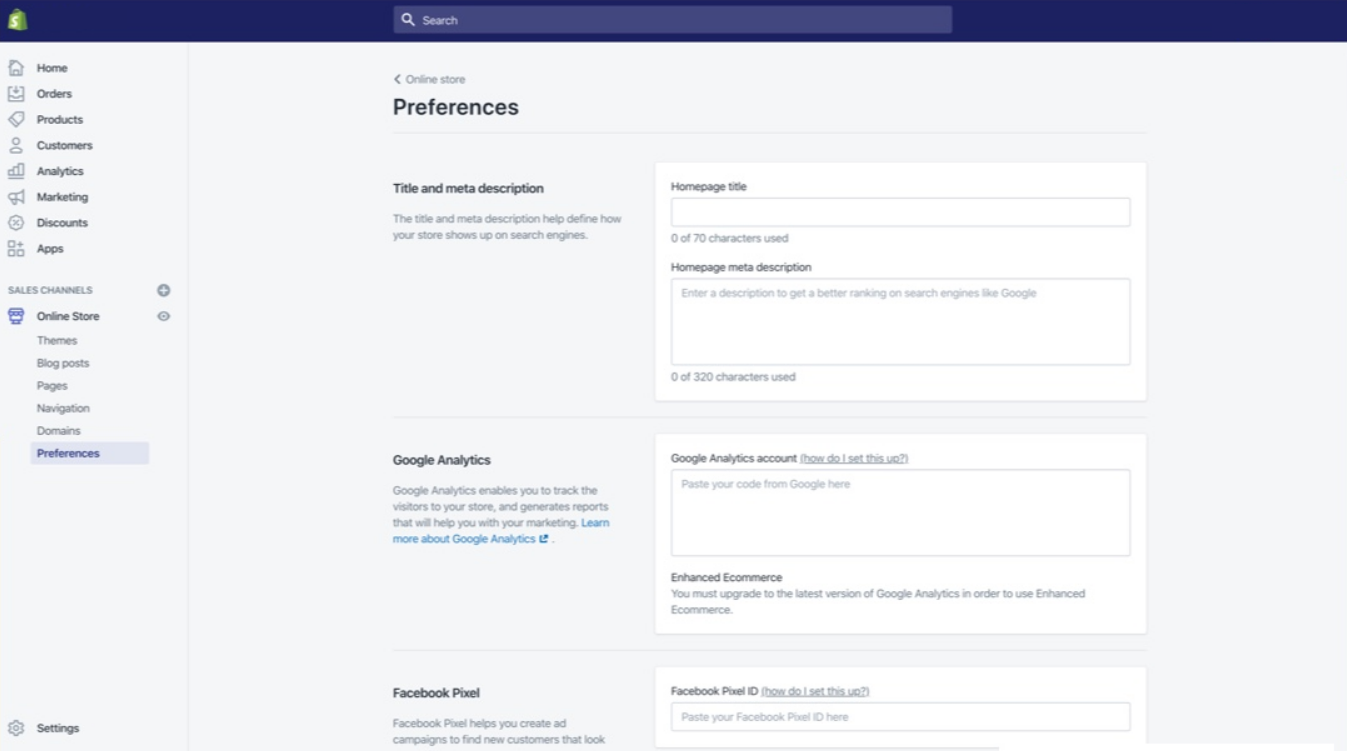 Search
Home
Orders
Products
Customers
Analytics
Marketing
Discounts
Apps
SALES CHANNELS
Online Store
Themes
Blog posts
Pages
Navigation
Domains
Preferences
Settings
Online store
Preferences
Title and meta description
The title and meta description help define how
your store shows up on search engines.
Homepage title
0 of 70 characters used
Homepage meta description
Enter a description to get a better ranking on search engines like Google
0 of 320 characters used
Google Analytics
Google Analytics enables you to track the
visitors to your store, and generates reports
that will help you with your marketing. Learn
more about Google Analytics .
Google Analytics account (how do I set this up?)
Paste your code from Google here
Enhanced Ecommerce
You must upgrade to the latest version of Google Analytics in order to use Enhanced
Ecommerce.
Facebook Pixel
Facebook Pixel helps you create ad
campaigns to find new customers that look
Facebook Pixel ID (how do I set this up?)
Paste your Facebook Pixel ID here